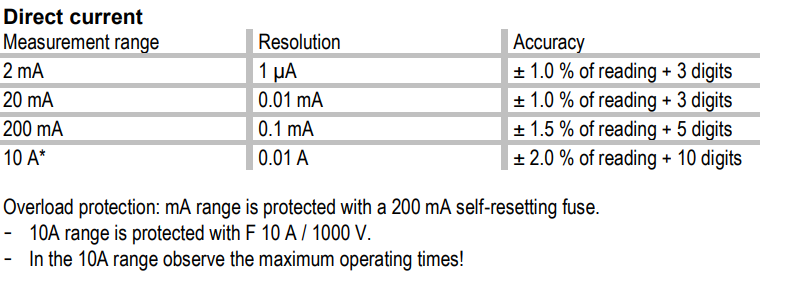 Direct current
Measurement range Resolution Accuracy
2 mA 1 µA ± 1.0 % of reading + 3 digits
20 mA 0.01 mA ± 1.0 % of reading + 3 digits
200 mA 0.1 mA ± 1.5 % of reading + 5 digits
10 A* 0.01 A ± 2.0 % of reading + 10 digits
Overload protection: mA range is protected with a 200 mA self-resetting fuse.
- 10A range is protected with F 10 A / 1000 V.
- In the 10A range observe the maximum operating times!